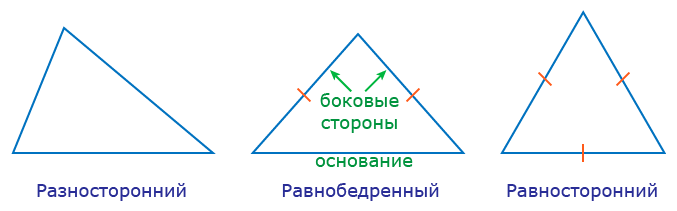 боковые
стороны
основание
Разносторонний
Равнобедренный
Равносторонний